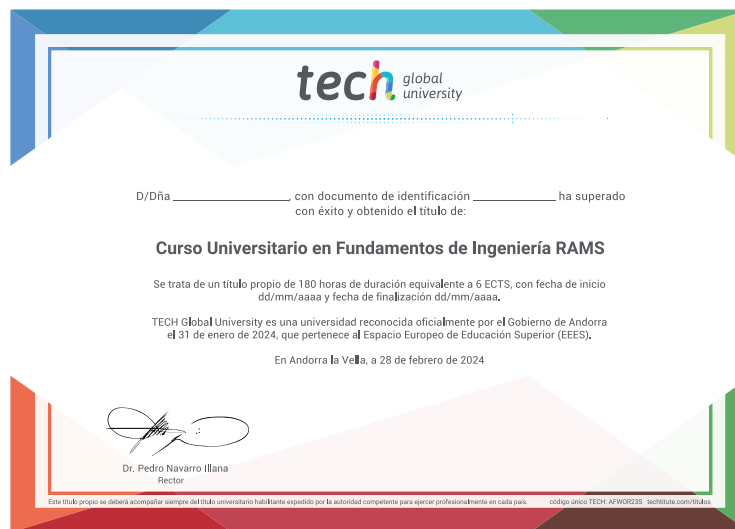 tech global
university
D/Dña ____________________, con documento de identificación ______________ ha superado
con éxito y obtenido el título de:
Curso Universitario en Fundamentos de Ingeniería RAMS
Se trata de un título propio de 180 horas de duración equivalente a 6 ECTS, con fecha de inicio
dd/mm/aaaa y fecha de finalización dd/mm/aaaa.
TECH Global University es una universidad reconocida oficialmente por el Gobierno de Andorra
el 31 de enero de 2024, que pertenece al Espacio Europeo de Educación Superior (EEES).
En Andorra la Vella, a 28 de febrero de 2024
Dr. Pedro Navarro Illana
Rector
Este título propio se deberá acompañar siempre del título universitario habilitante expedido por la autoridad competente para ejercer profesionalmente en cada país. código único TECH: AFWOR23S techtitute.com/titulos